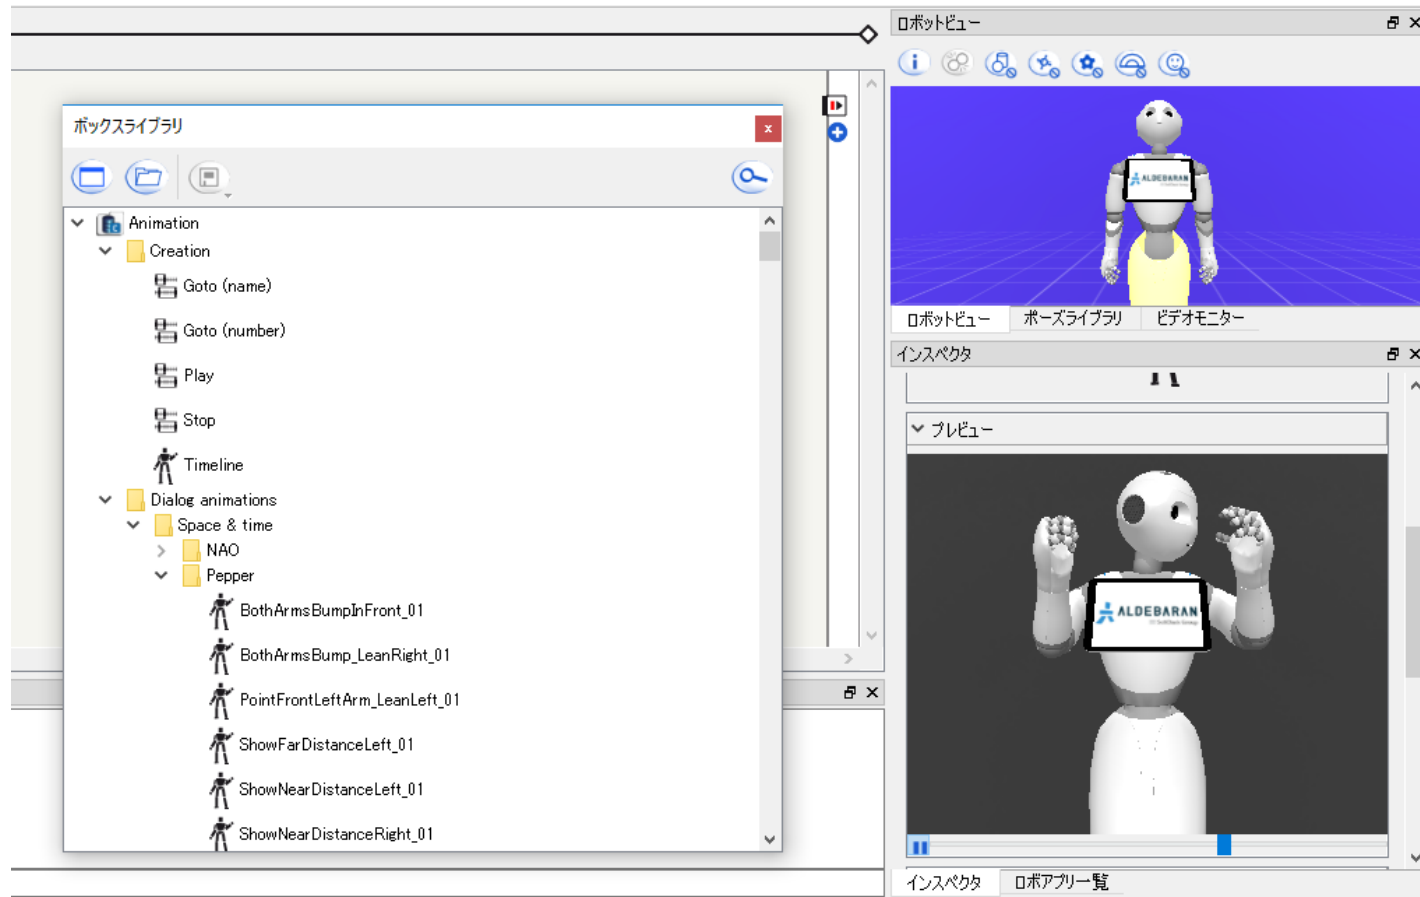 ロボットビュー
ALDEBARAN
ロボットビュー
ポーズライブラリ
ビデオモニター
ボックスライブラリ
Animation
Creation
Goto (name)
Goto (number)
Play
Stop
Timeline
Dialog animations
Space & time
NAO
Pepper
BothArmsBumpInFront_01
BothArmsBump_LeanRight_01
PointFrontLeftArm_LeanLeft_01
ShowFarDistanceLeft_01
ShowNearDistanceLeft_01
ShowNearDistanceRight_01
インスペクタ
プレビュー
ALDEBARAN
インスペクタ
ロボアプリ一覧